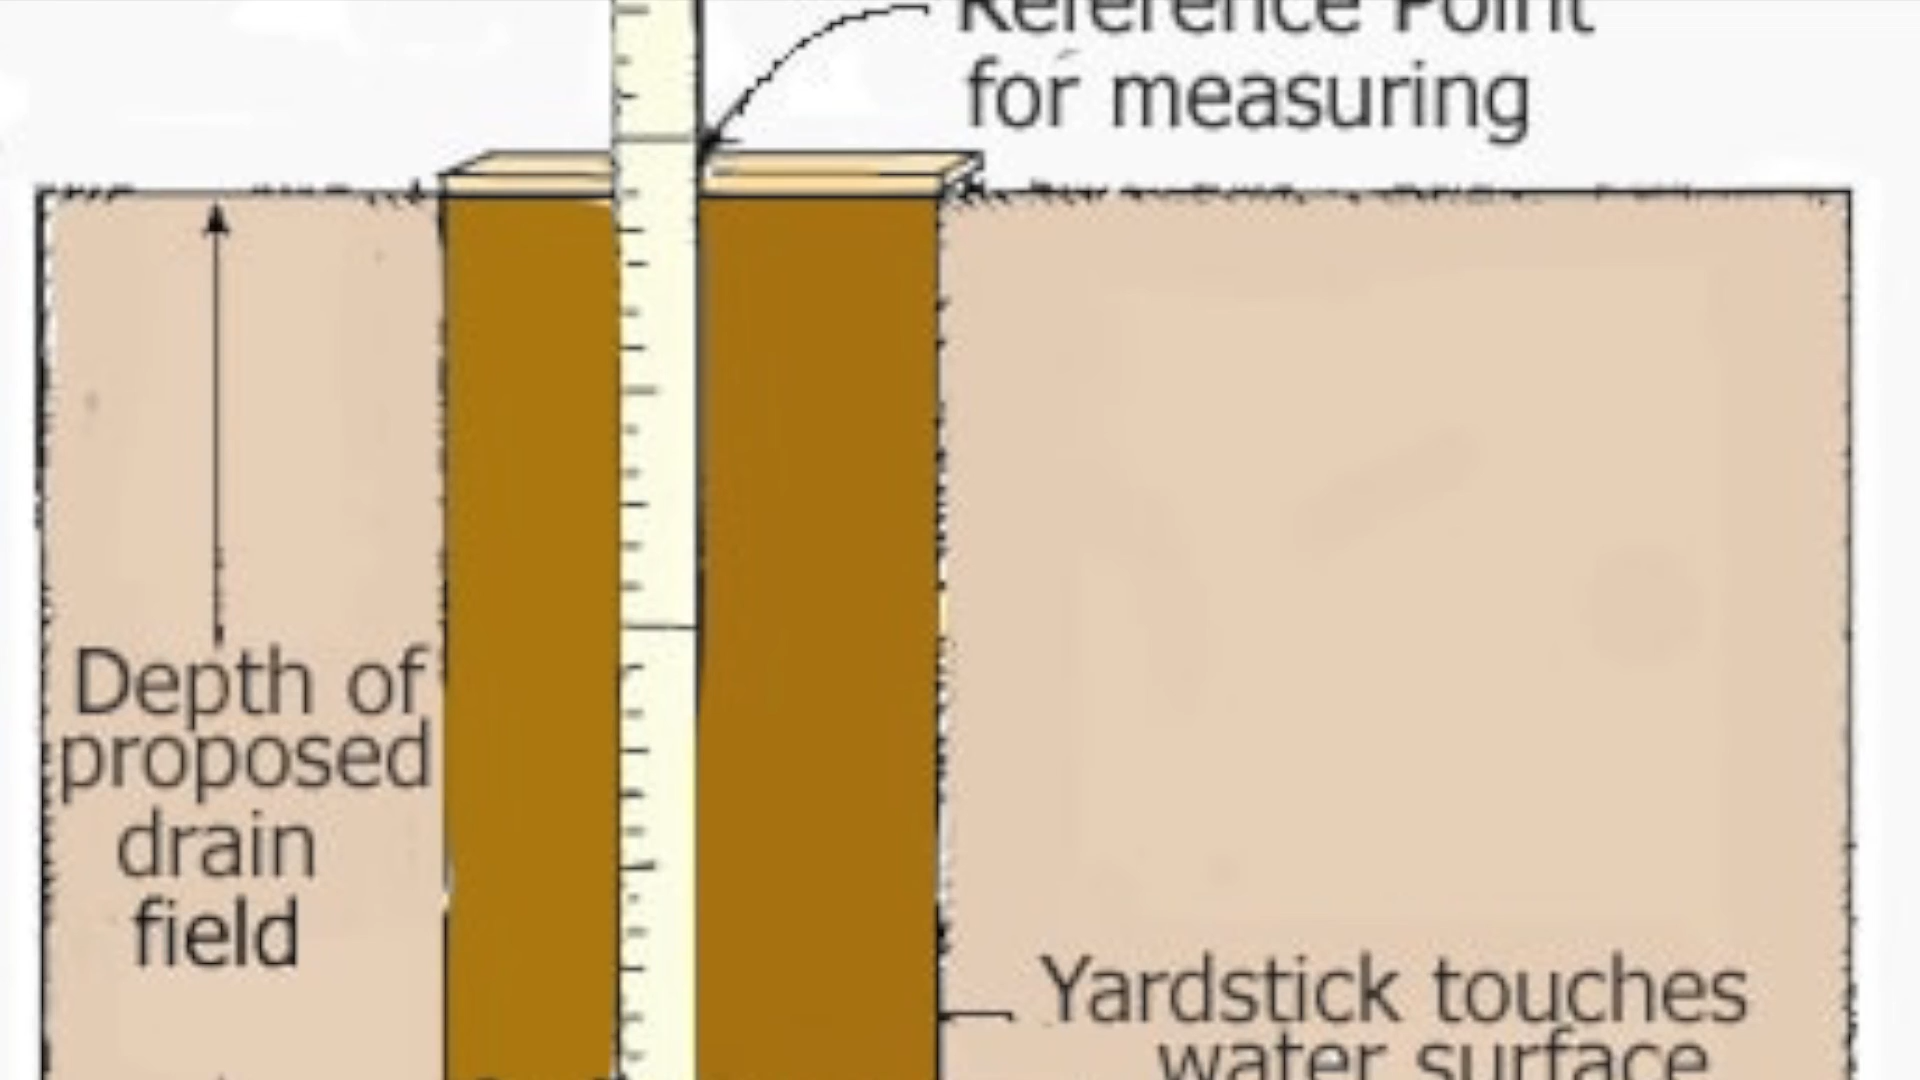 Reference Point
for measuring
Depth of
proposed
drain
field
Yardstick touches
water surface